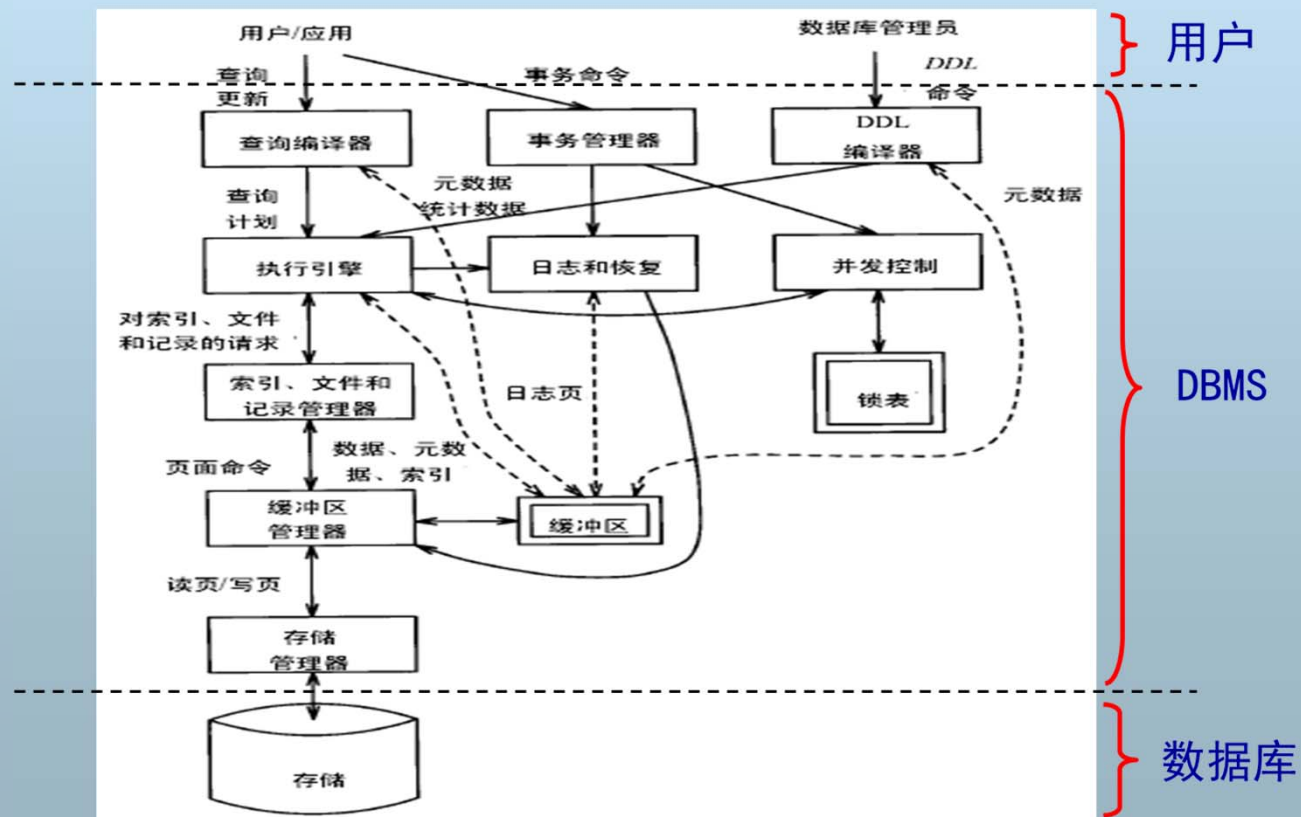 用户/应用
数据库管理员
用户
查询
更新
事务命令
DDL
命令
查询编译器
事务管理器
DDL
编译器
查询
计划
元数据
统计数据
元数据
执行引擎
日志和恢复
并发控制
对索引、文件
和记录的请求
索引、文件和
记录管理器
日志页
锁表
DBMS
页面命令
数据、元数
据、索引
缓冲区
管理器
缓冲区
读页/写页
存储
管理器
存储
数据库